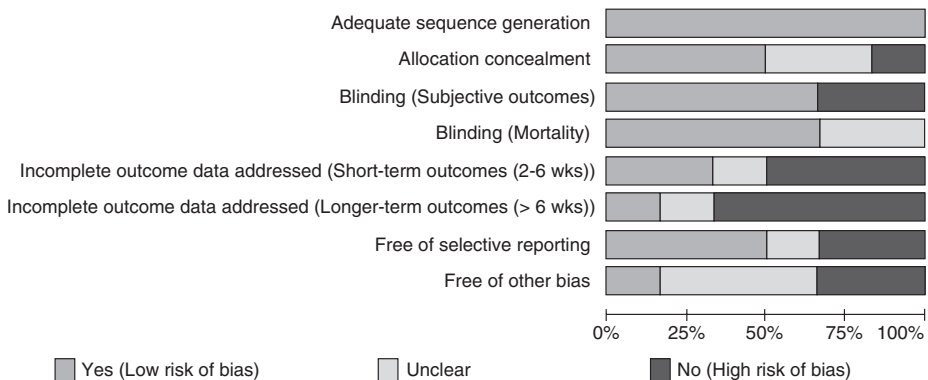 Adequate sequence generation
Allocation concealment
Blinding (Subjective outcomes)
Blinding (Mortality)
Incomplete outcome data addressed (Short-term outcomes (2-6 wks))
Incomplete outcome data addressed (Longer-term outcomes (> 6 wks))
Free of selective reporting
Free of other bias
0% 25% 50% 75% 100%
Yes (Low risk of bias) Unclear No (High risk of bias)